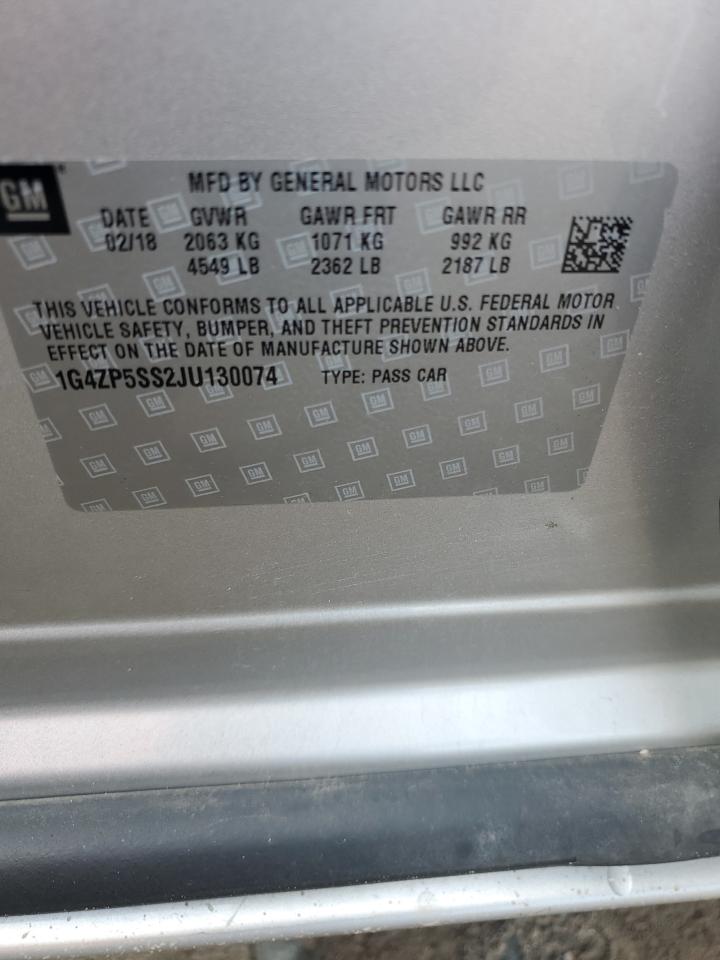 GM
MFD BY GENERAL MOTORS LLC
DATE GVWR GAWR FRT GAWR RR
02/18 2063 KG 1071 KG 992 KG
4549 LB 2362 LB 2187 LB
THIS VEHICLE CONFORMS TO ALL APPLICABLE U.S. FEDERAL MOTOR
VEHICLE SAFETY, BUMPER, AND THEFT PREVENTION STANDARDS IN
EFFECT ON THE DATE OF MANUFACTURE SHOWN ABOVE.
1G4ZP5SS2JU130074 TYPE: PASS CAR